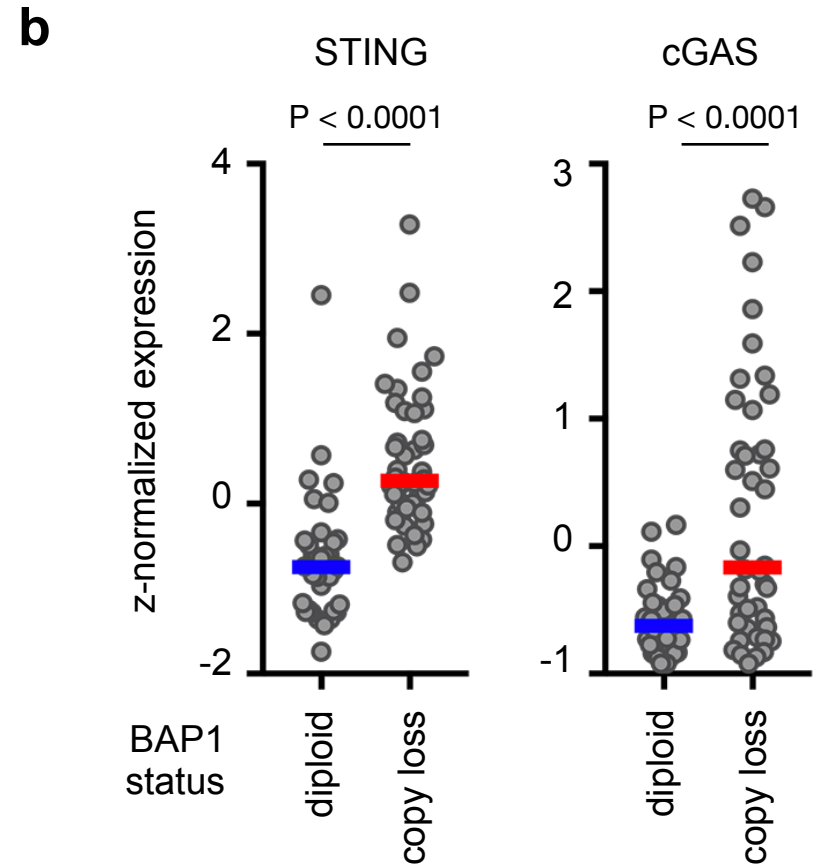 b
STING
cGAS
P < 0.0001
P < 0.0001
z-normalized expression
4
2
0
-2
3
2
1
0
-1
BAP1
status
diploid
copy loss
diploid
copy loss